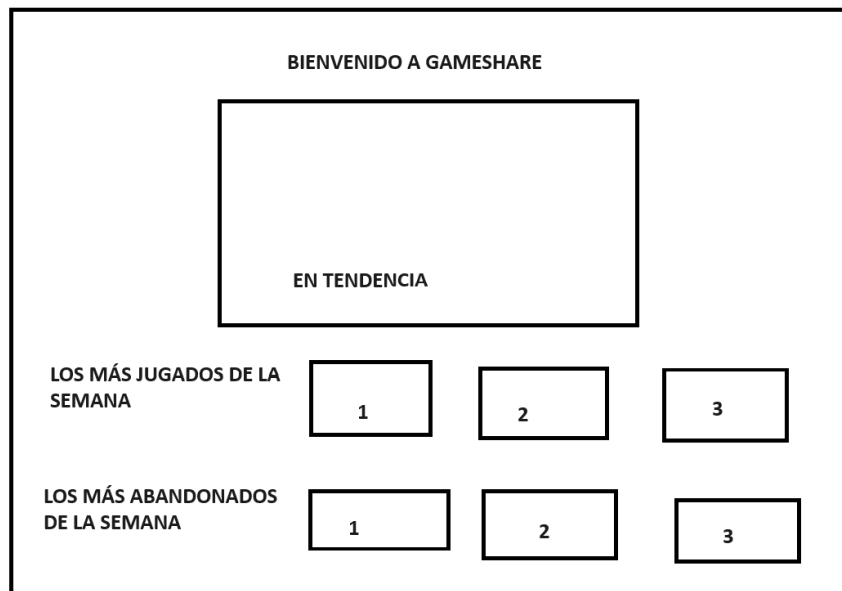 BIENVENIDO A GAMESHARE
EN TENDENCIA
LOS MÁS JUGADOS DE LA
SEMANA
1
2
3
LOS MÁS ABANDONADOS
DE LA SEMANA
1
2
3